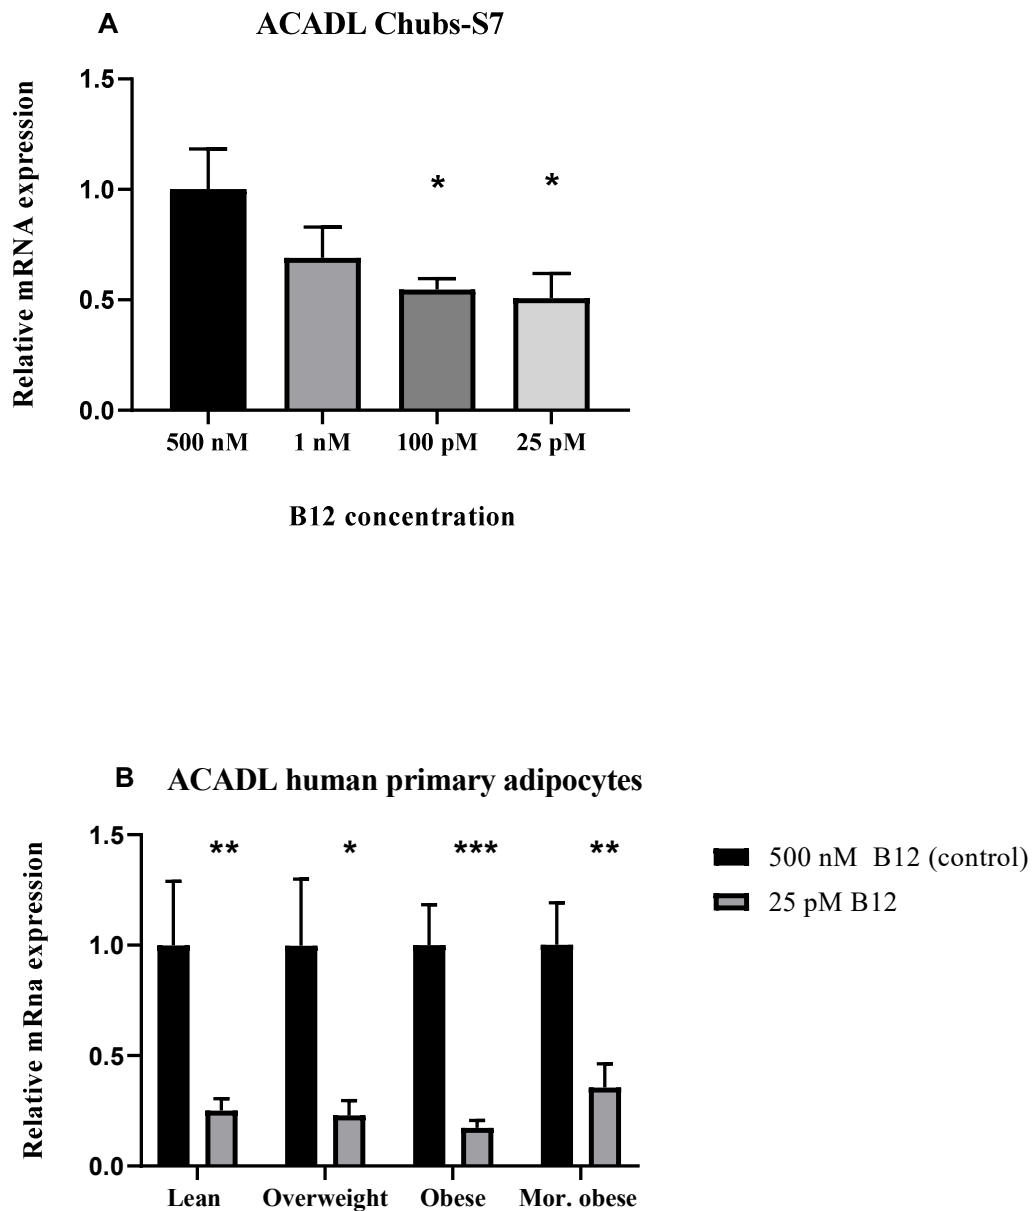 A ACADL Chubs-S7
Relative mRNA expression
1.5
*
*
1.0
0.5
0.0
500 nM 1 nM 100 pM 25 pM
B12 concentration
B ACADL human primary adipocytes
Relative mRna expression
1.5
** * *** **
1.0
0.5
0.0
Lean Overweight Obese Mor. obese
500 nM B12 (control)
25 pM B12